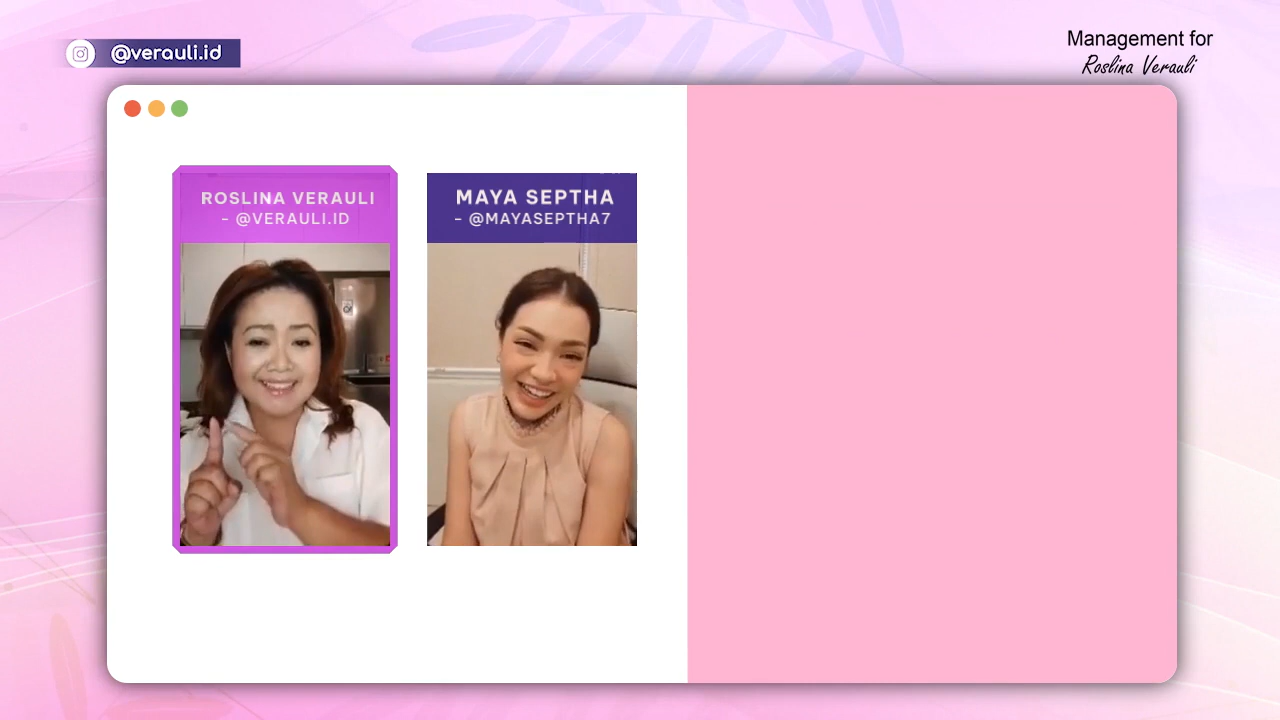 @verauli.id
Management for
Roslina Verauli
ROSLINA VERAULI
- @VERAULI.ID
MAYA SEPTHA
- @MAYASEPTHA7